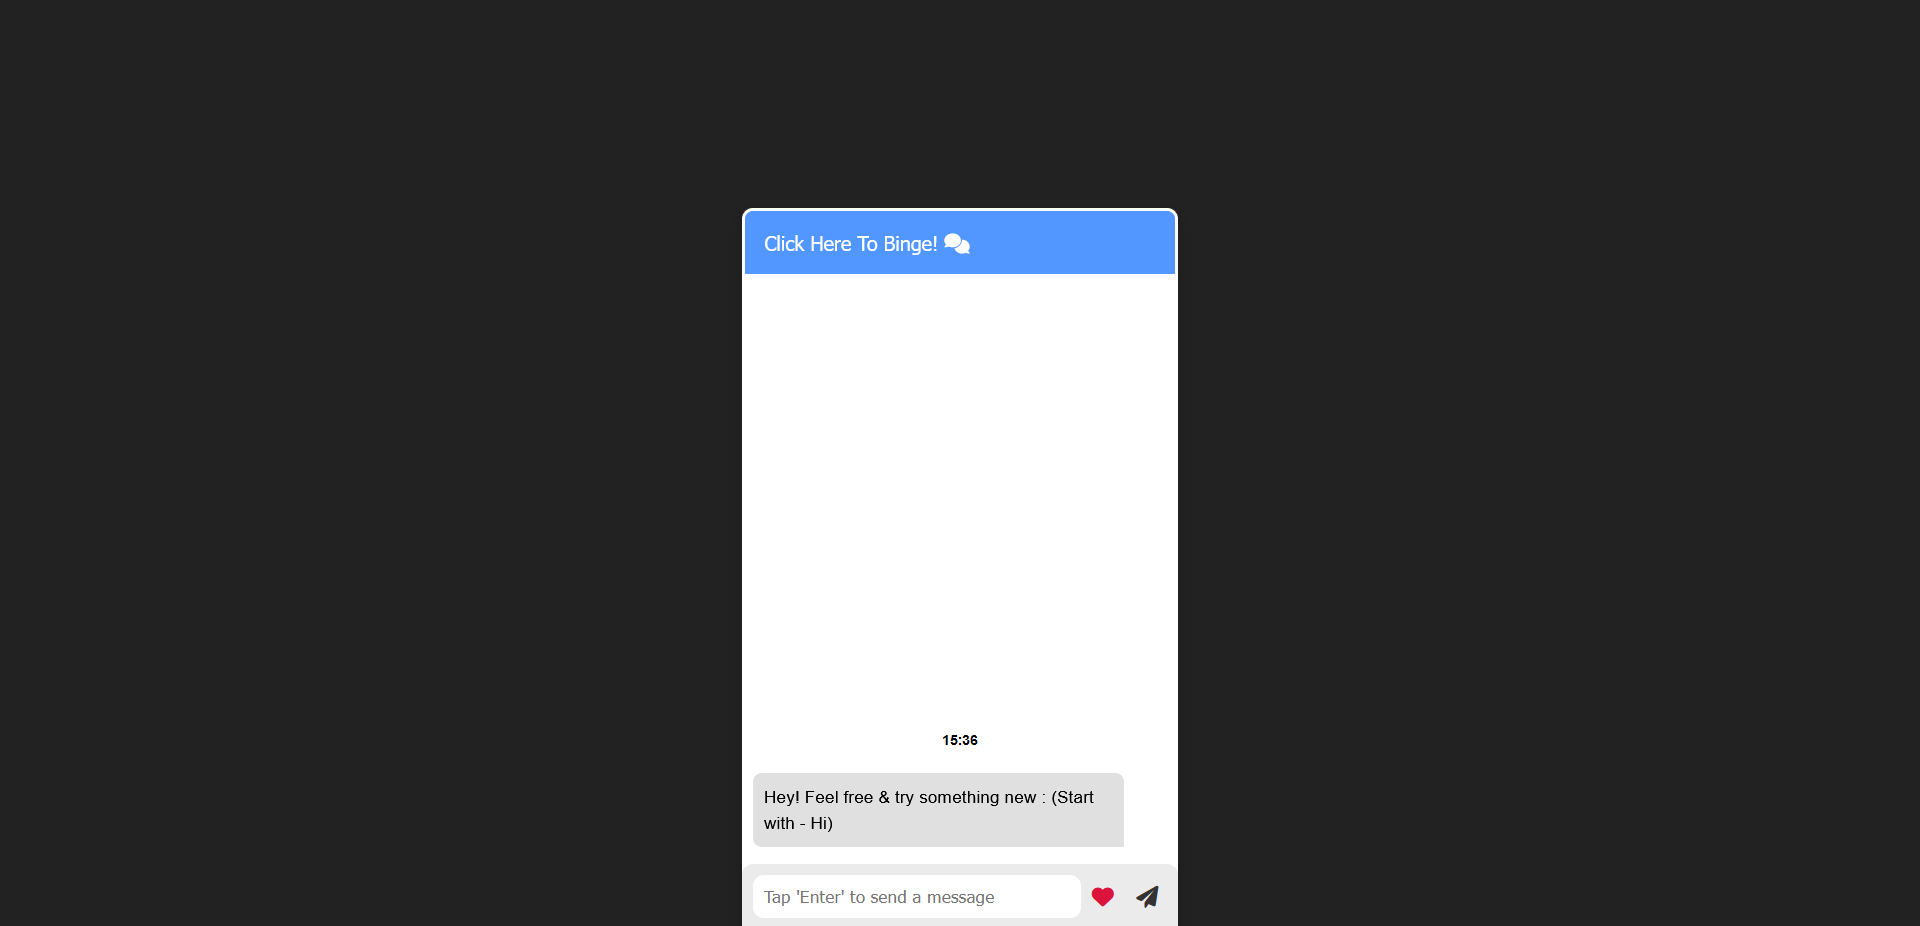 Click Here To Binge!
15:36
Hey! Feel free & try something new : (Start
with - Hi)
Tap 'Enter' to send a message